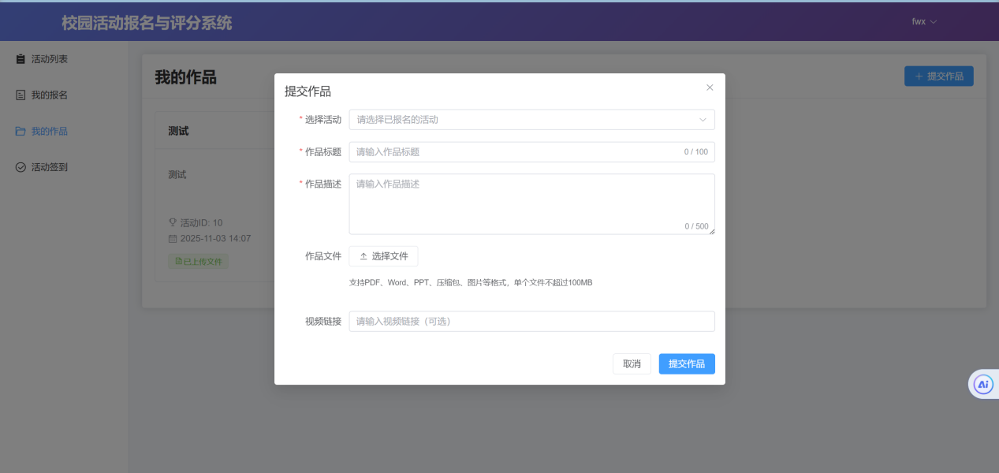 校园活动报名与评分系统
fwx
活动列表
我的报名
我的作品
活动签到
我的作品
提交作品
测试
测试
活动ID: 10
2025-11-03 14:07
已上传文件
提交作品
* 选择活动 请选择已报名的活动
* 作品标题 请输入作品标题 0 / 100
* 作品描述 请输入作品描述
0 / 500
作品文件 选择文件
支持PDF、Word、PPT、压缩包、图片等格式，单个文件不超过100MB
视频链接 请输入视频链接（可选）
取消 提交作品
Ai